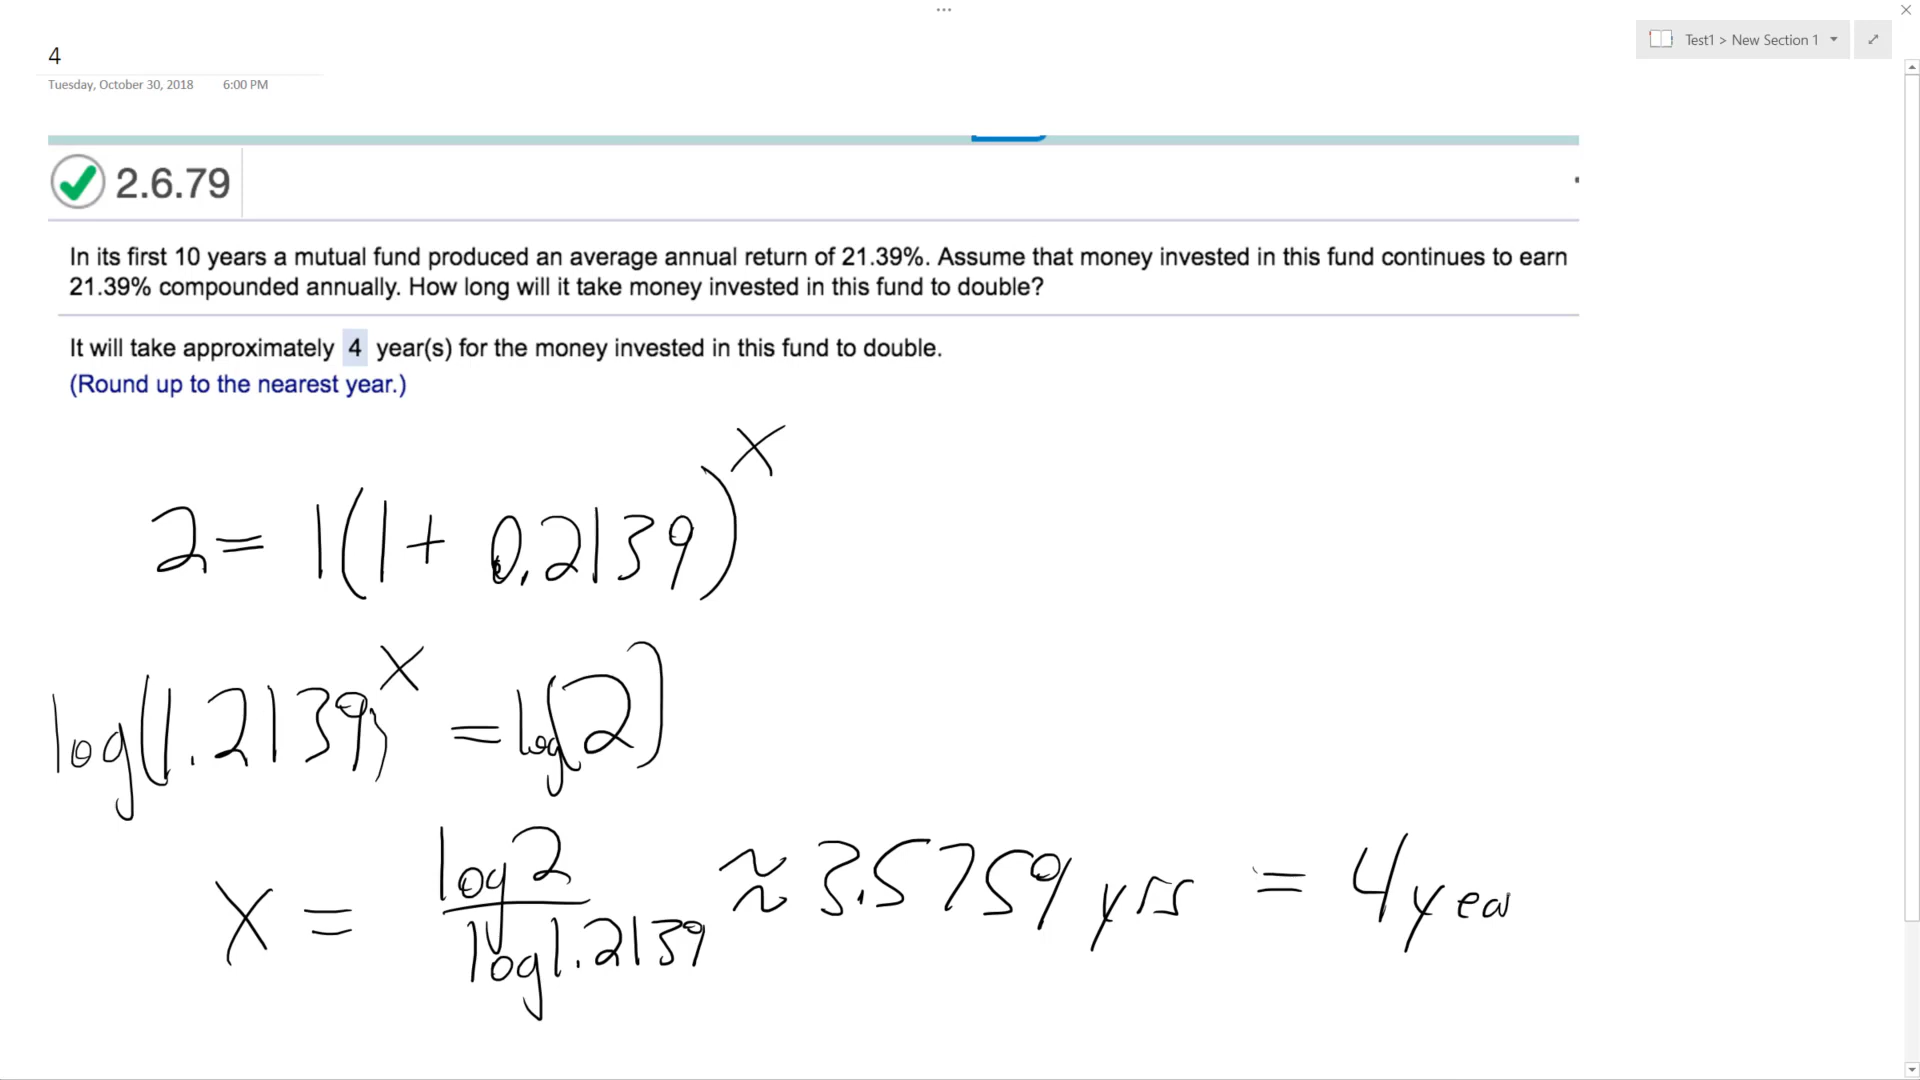 ...
Test1 > New Section 1
4
Tuesday, October 30, 2018 6:00 PM
2.6.79
In its first 10 years a mutual fund produced an average annual return of 21.39%. Assume that money invested in this fund continues to earn
21.39% compounded annually. How long will it take money invested in this fund to double?
It will take approximately 4 year(s) for the money invested in this fund to double.
(Round up to the nearest year.)
2 = 1(1 + 0.2139)^x
log(1.2139)^x = log(2)
x = log 2 / log 1.2139 ≈ 3.5759 yrs = 4 year